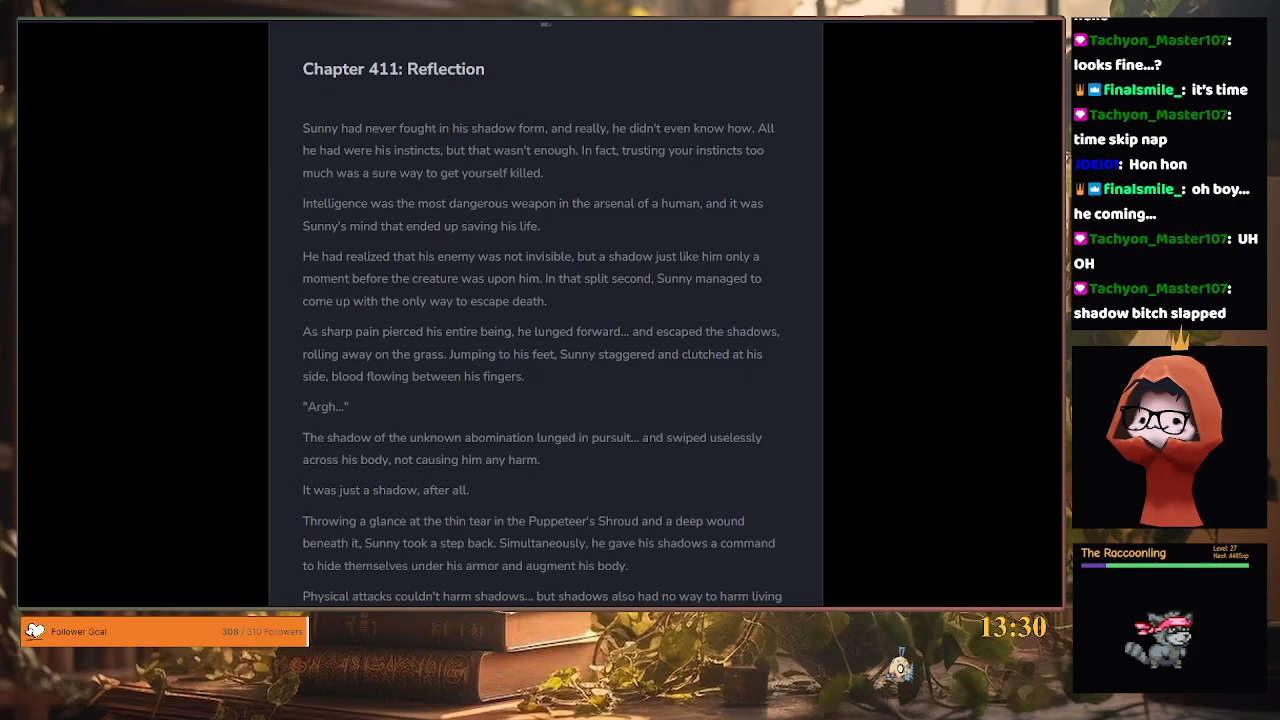 Chapter 411: Reflection
Sunny had never fought in his shadow form, and really, he didn't even know how. All
he had were his instincts, but that wasn't enough. In fact, trusting your instincts too
much was a sure way to get yourself killed.
Intelligence was the most dangerous weapon in the arsenal of a human, and it was
Sunny's mind that ended up saving his life.
He had realized that his enemy was not invisible, but a shadow just like him only a
moment before the creature was upon him. In that split second, Sunny managed to
come up with the only way to escape death.
As sharp pain pierced his entire being, he lunged forward... and escaped the shadows,
rolling away on the grass. Jumping to his feet, Sunny staggered and clutched at his
side, blood flowing between his fingers.
"Argh..."
The shadow of the unknown abomination lunged in pursuit... and swiped uselessly
across his body, not causing him any harm.
It was just a shadow, after all.
Throwing a glance at the thin tear in the Puppeteer's Shroud and a deep wound
beneath it, Sunny took a step back. Simultaneously, he gave his shadows a command
to hide themselves under his armor and augment his body.
Physical attacks couldn't harm shadows... but shadows also had no way to harm living
Tachyon_Master107:
looks fine...?
finalsmile_: it's time
Tachyon_Master107:
time skip nap
JDEI01: Hon hon
finalsmile_: oh boy...
he coming...
Tachyon_Master107: UH
OH
Tachyon_Master107:
shadow bitch slapped
The Raccoonling
Level: 27
Next: 4485xp
Follower Goal
308 / 310 Followers
13:30